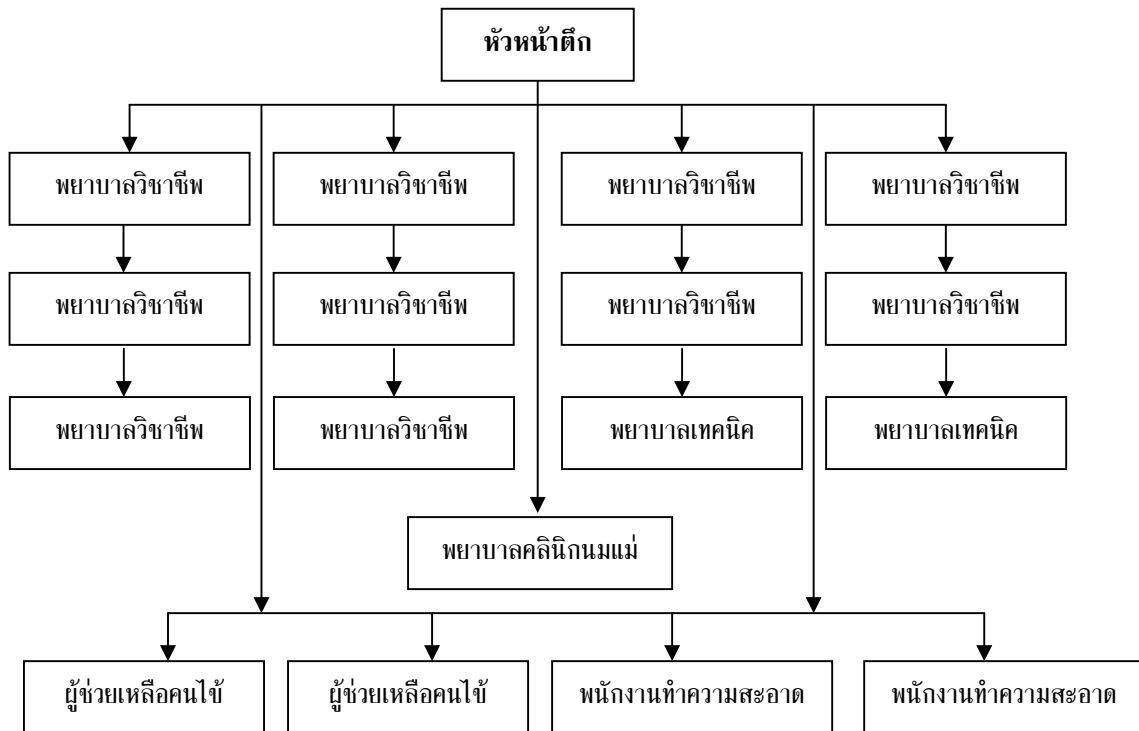 หัวหน้าตึก
พยาบาลวิชาชีพ พยาบาลวิชาชีพ พยาบาลวิชาชีพ พยาบาลวิชาชีพ
พยาบาลวิชาชีพ พยาบาลวิชาชีพ พยาบาลวิชาชีพ พยาบาลวิชาชีพ
พยาบาลวิชาชีพ พยาบาลวิชาชีพ พยาบาลเทคนิค พยาบาลเทคนิค
พยาบาลคลินิกนมแม่
ผู้ช่วยเหลือคนไข้ ผู้ช่วยเหลือคนไข้ พนักงานทำความสะอาด พนักงานทำความสะอาด